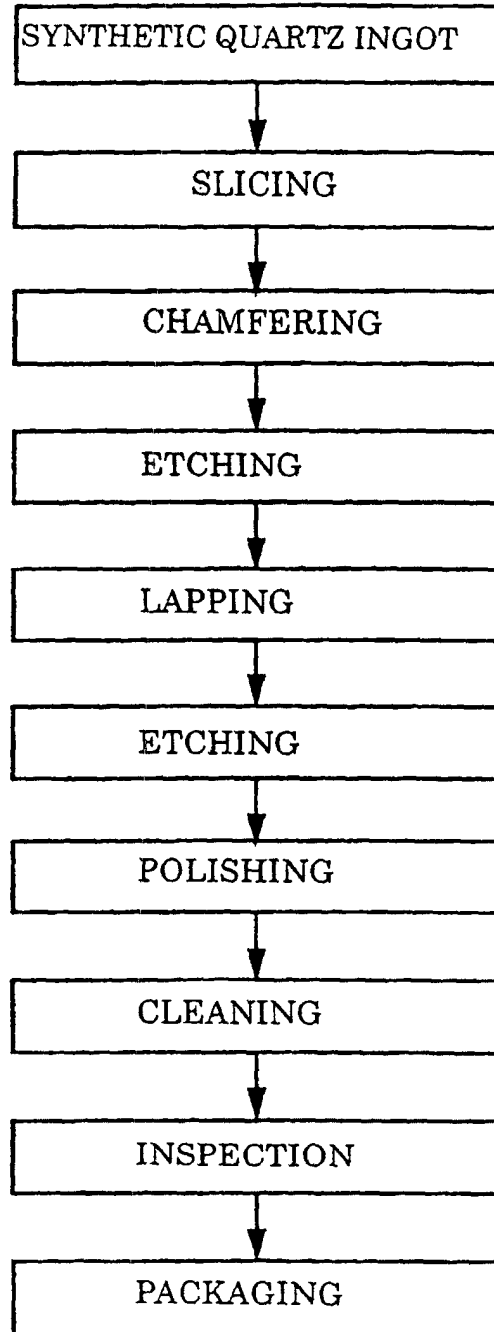 SYNTHETIC QUARTZ INGOT
SLICING
CHAMFERING
ETCHING
LAPPING
ETCHING
POLISHING
CLEANING
INSPECTION
PACKAGING